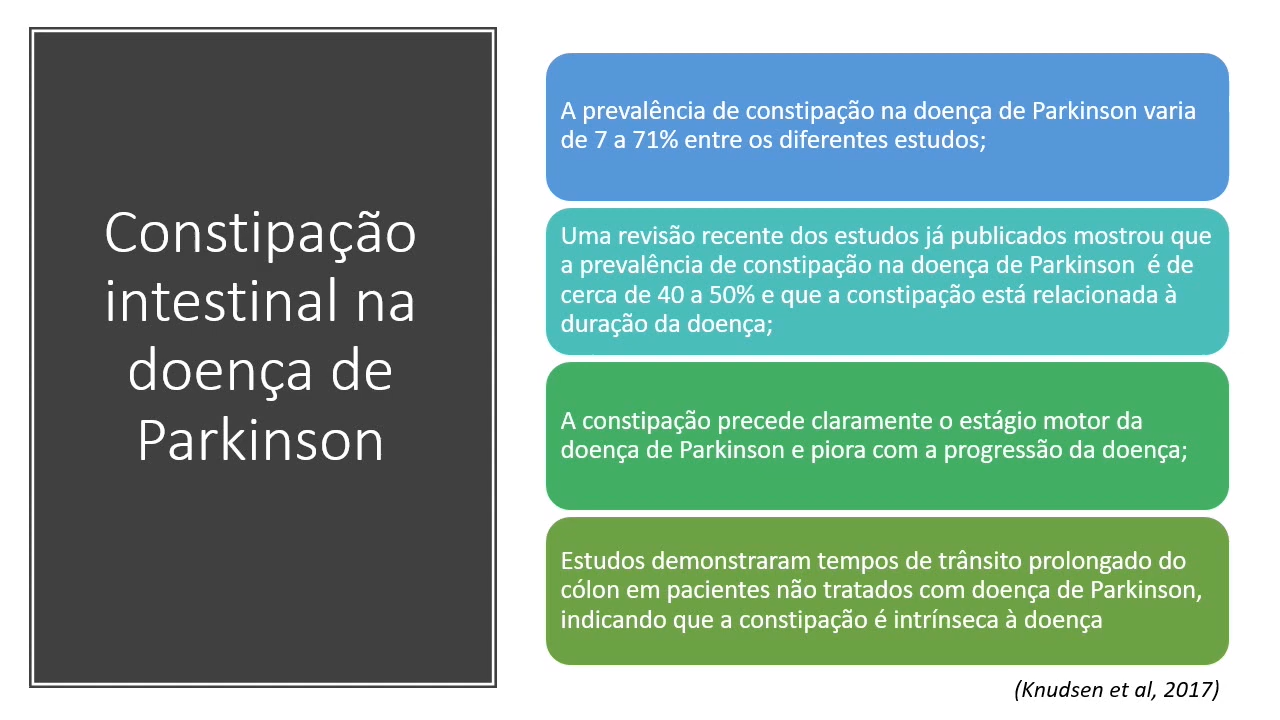 Constipação
intestinal na
doença de
Parkinson
A prevalência de constipação na doença de Parkinson varia
de 7 a 71% entre os diferentes estudos;
Uma revisão recente dos estudos já publicados mostrou que
a prevalência de constipação na doença de Parkinson  é de
cerca de 40 a 50% e que a constipação está relacionada à
duração da doença;
A constipação precede claramente o estágio motor da
doença de Parkinson e piora com a progressão da doença;
Estudos demonstraram tempos de trânsito prolongado do
cólon em pacientes não tratados com doença de Parkinson,
indicando que a constipação é intrínseca à doença
(Knudsen et al, 2017)